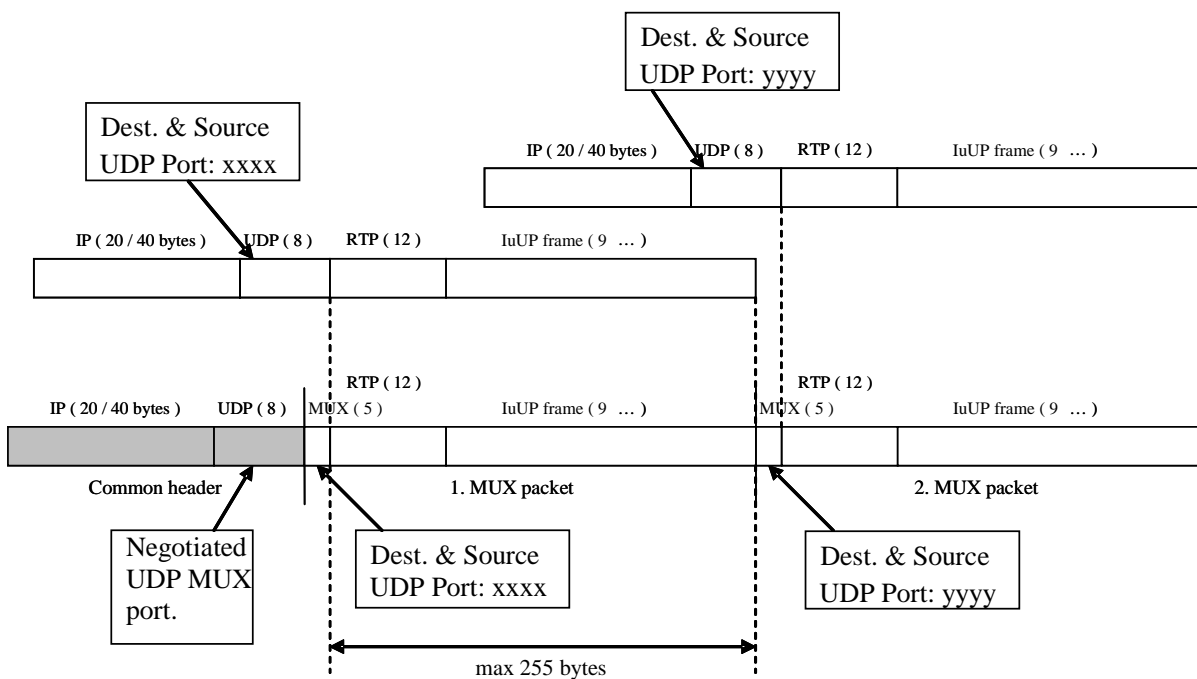 Dest. & Source
UDP Port: yyyy
Dest. & Source
UDP Port: xxxx
IP ( 20 / 40 bytes ) UDP ( 8 ) RTP ( 12 ) IuUP frame ( 9 … )
IP ( 20 / 40 bytes ) UDP ( 8 ) RTP ( 12 ) IuUP frame ( 9 … )
RTP ( 12 ) RTP ( 12 )
IP ( 20 / 40 bytes ) UDP ( 8 ) MUX ( 5 ) IuUP frame ( 9 … ) MUX ( 5 ) IuUP frame ( 9 … )
Common header 1. MUX packet 2. MUX packet
Negotiated
UDP MUX
port.
Dest. & Source
UDP Port: xxxx
Dest. & Source
UDP Port: yyyy
max 255 bytes